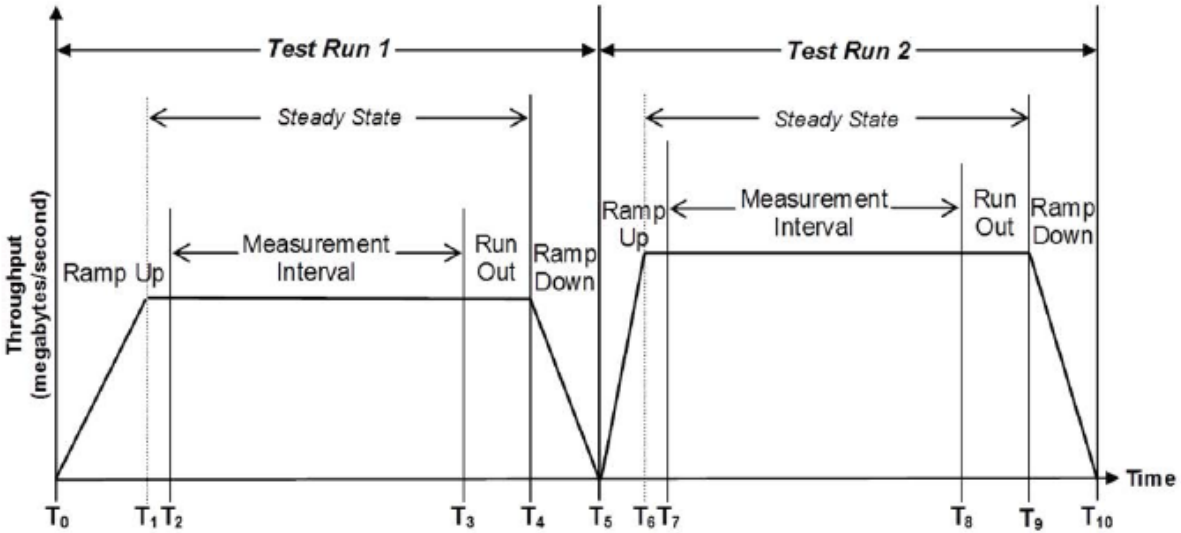 Test Run 1
Test Run 2
Steady State
Steady State
Ramp Up
Measurement Interval
Run Out
Ramp Down
Ramp Up
Measurement Interval
Run Out
Ramp Down
Throughput
(megabytes/second)
Time
T0 T1 T2 T3 T4 T5 T6 T7 T8 T9 T10